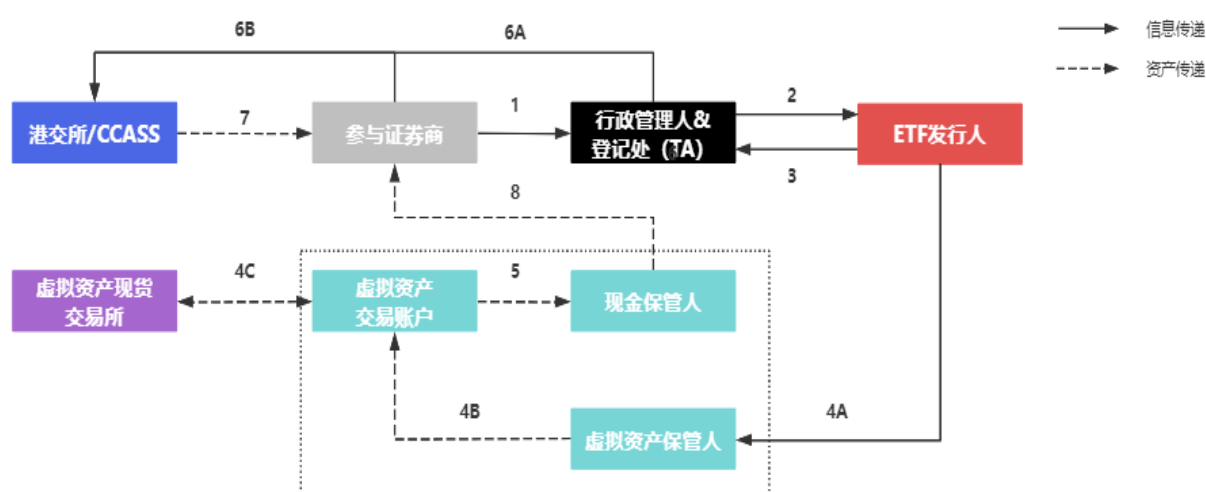 6B
6A
信息传递
资产传递
港交所/CCASS
7
参与证券商
1
行政管理人&
登记处（TA）
2
3
ETF发行人
8
虚拟资产现货
交易所
4C
虚拟资产
交易账户
5
现金保管人
4B
虚拟资产保管人
4A